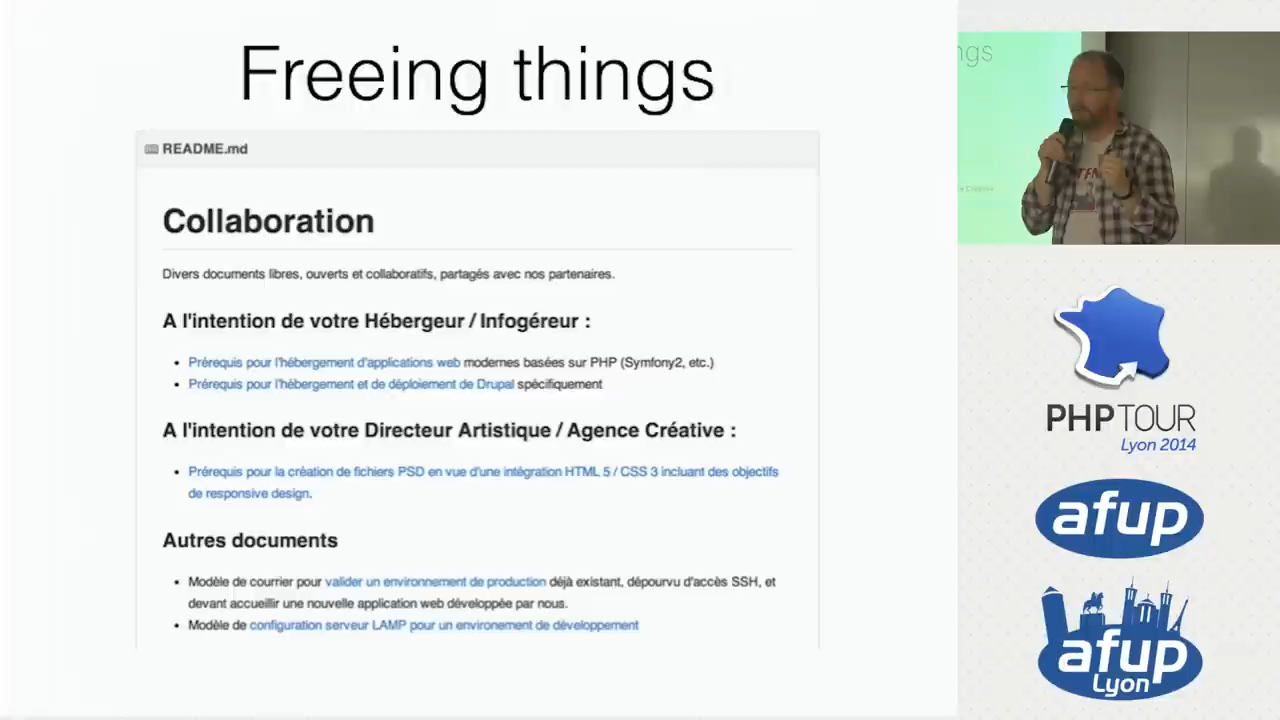 Freeing things
README.md
Collaboration
Divers documents libres, ouverts et collaboratifs, partagés avec nos partenaires.
A l'intention de votre Hébergeur / Infogéreur :
• Prérequis pour l'hébergement d'applications web modernes basées sur PHP (Symfony2, etc.)
• Prérequis pour l'hébergement et de déploiement de Drupal spécifiquement
A l'intention de votre Directeur Artistique / Agence Créative :
• Prérequis pour la création de fichiers PSD en vue d'une intégration HTML 5 / CSS 3 incluant des objectifs
de responsive design.
Autres documents
• Modèle de courrier pour valider un environnement de production déjà existant, dépourvu d'accès SSH, et
devant accueillir une nouvelle application web développée par nous.
• Modèle de configuration serveur LAMP pour un environement de développement
ngs
PHP TOUR
Lyon 2014
afup
afup
Lyon